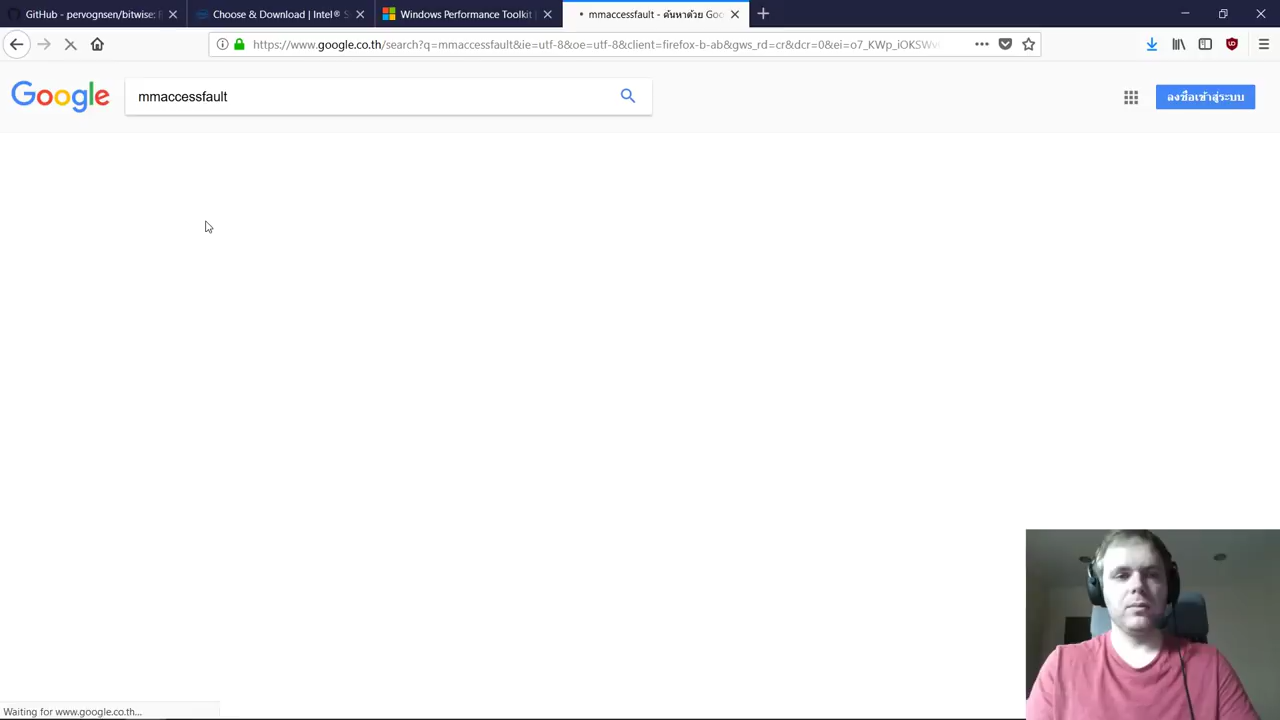 GitHub - pervognsen/bitwise:
Choose & Download | Intel® S
Windows Performance Toolkit |
mmaccessfault - ค้นหาด้วย Goo
https://www.google.co.th/search?q=mmaccessfault&ie=utf-8&oe=utf-8&client=firefox-b-ab&gws_rd=cr&dcr=0&ei=o7_KWp_iOKSWv
Google
mmaccessfault
ลงชื่อเข้าสู่ระบบ
Waiting for www.google.co.th...